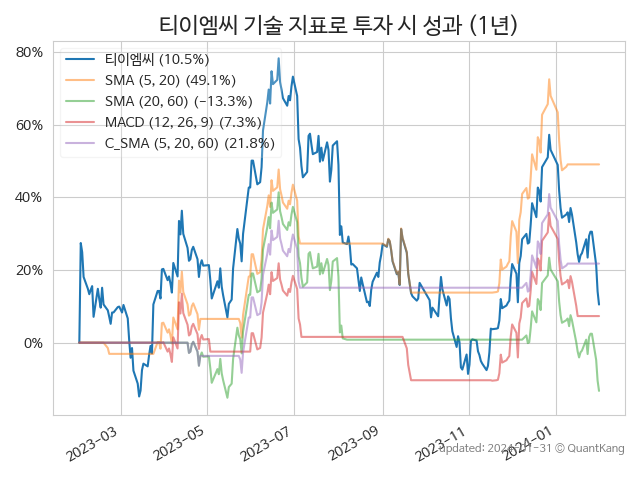 티이엠씨 기술 지표로 투자 시 성과 (1년)
80%
60%
40%
20%
0%
티이엠씨 (10.5%)
SMA (5, 20) (49.1%)
SMA (20, 60) (−13.3%)
MACD (12, 26, 9) (7.3%)
C_SMA (5, 20, 60) (21.8%)
2023-03
2023-05
2023-07
2023-09
2023-11
2024-01
updated: 2024-01-31 © QuantKang